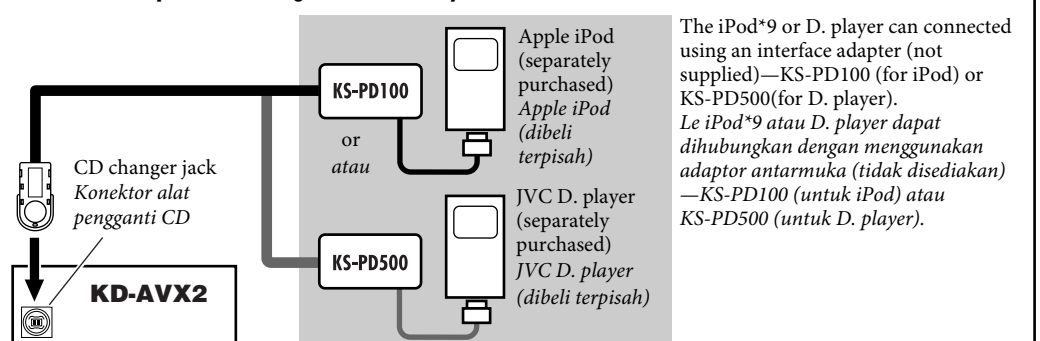 KS-PD100
or
atau
Apple iPod
(separately
purchased)
Apple iPod
(dibeli
terpisah)
CD changer jack
Konektor alat
pengganti CD
KD-AVX2
KS-PD500
JVC D. player
(separately
purchased)
JVC D. player
(dibeli terpisah)
The iPod*9 or D. player can connected
using an interface adapter (not
supplied)—KS-PD100 (for iPod) or
KS-PD500(for D. player).
Le iPod*9 atau D. player dapat
dihubungkan dengan menggunakan
adaptor antarmuka (tidak disediakan)
—KS-PD100 (untuk iPod) atau
KS-PD500 (untuk D. player).